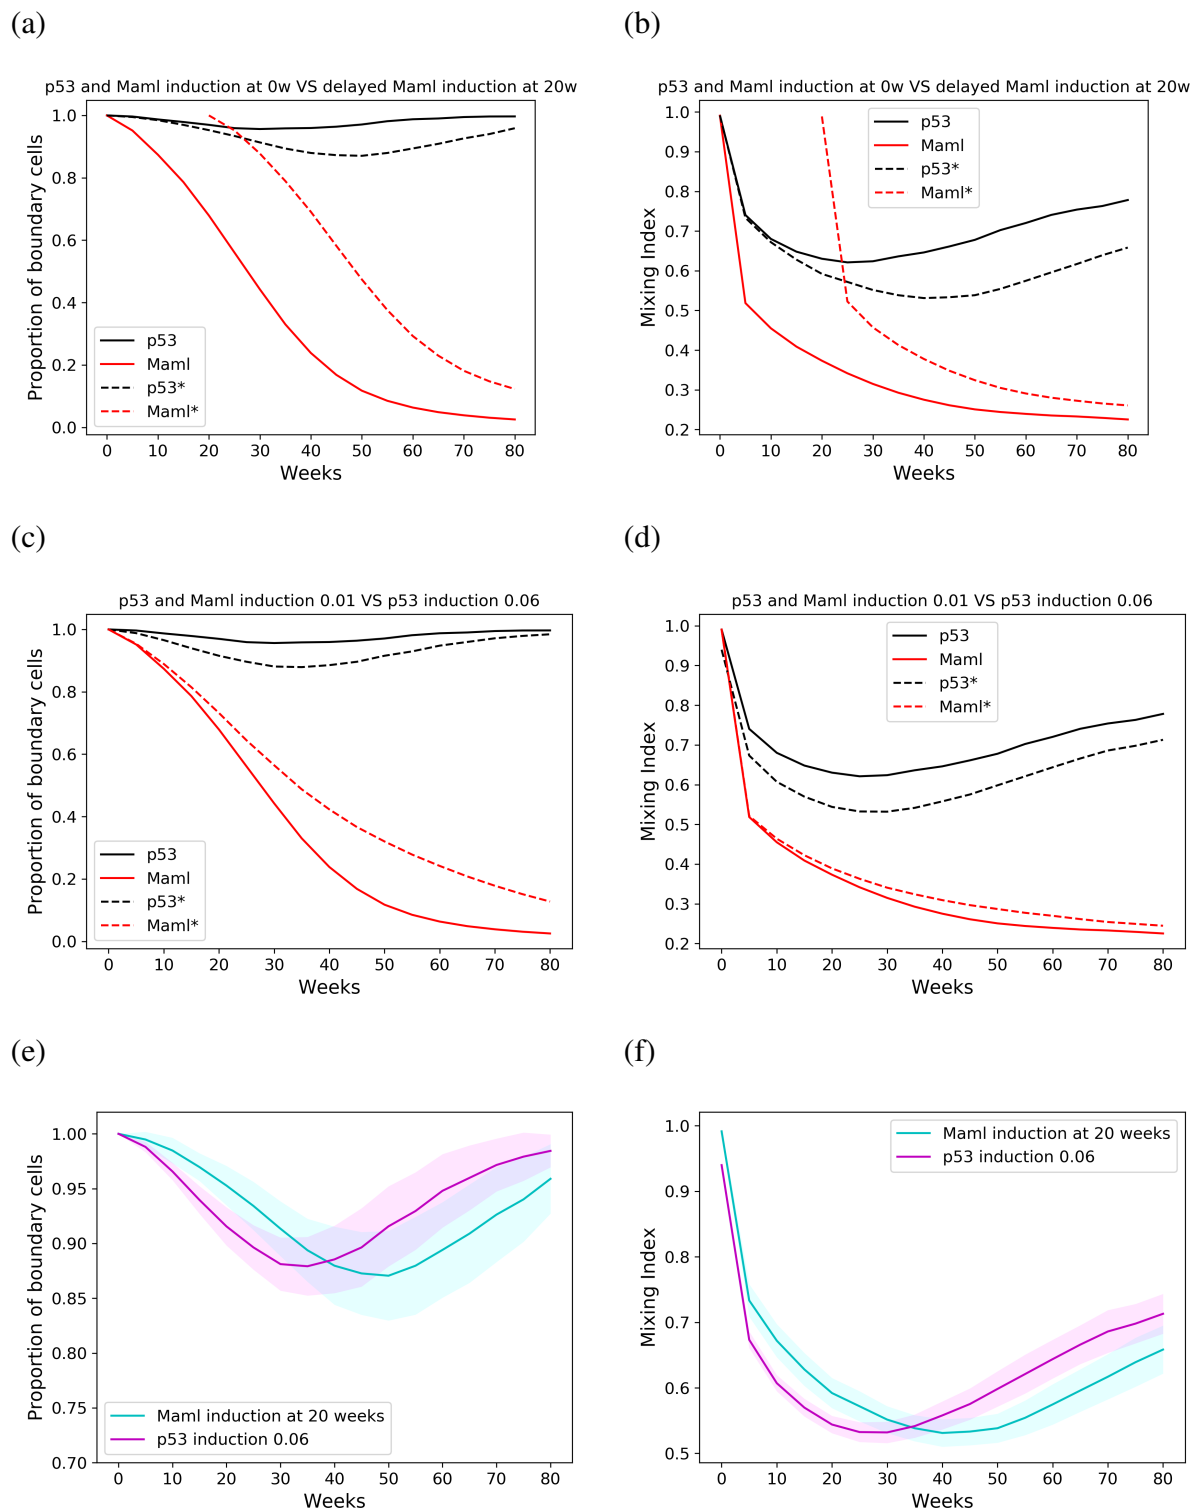 (a)
p53 and Maml induction at 0w VS delayed Maml induction at 20w
Proportion of boundary cells
1.0
0.8
0.6
0.4
0.2
0.0
p53
Maml
p53*
Maml*
0 10 20 30 40 50 60 70 80
Weeks
(b)
p53 and Maml induction at 0w VS delayed Maml induction at 20w
Mixing Index
1.0
0.9
0.8
0.7
0.6
0.5
0.4
0.3
0.2
p53
Maml
p53*
Maml*
0 10 20 30 40 50 60 70 80
Weeks
(c)
p53 and Maml induction 0.01 VS p53 induction 0.06
Proportion of boundary cells
1.0
0.8
0.6
0.4
0.2
0.0
p53
Maml
p53*
Maml*
0 10 20 30 40 50 60 70 80
Weeks
(d)
p53 and Maml induction 0.01 VS p53 induction 0.06
Mixing Index
1.0
0.9
0.8
0.7
0.6
0.5
0.4
0.3
0.2
p53
Maml
p53*
Maml*
0 10 20 30 40 50 60 70 80
Weeks
(e)
Proportion of boundary cells
1.00
0.95
0.90
0.85
0.80
0.75
0.70
Maml induction at 20 weeks
p53 induction 0.06
0 10 20 30 40 50 60 70 80
Weeks
(f)
Mixing Index
1.0
0.9
0.8
0.7
0.6
0.5
Maml induction at 20 weeks
p53 induction 0.06
0 10 20 30 40 50 60 70 80
Weeks